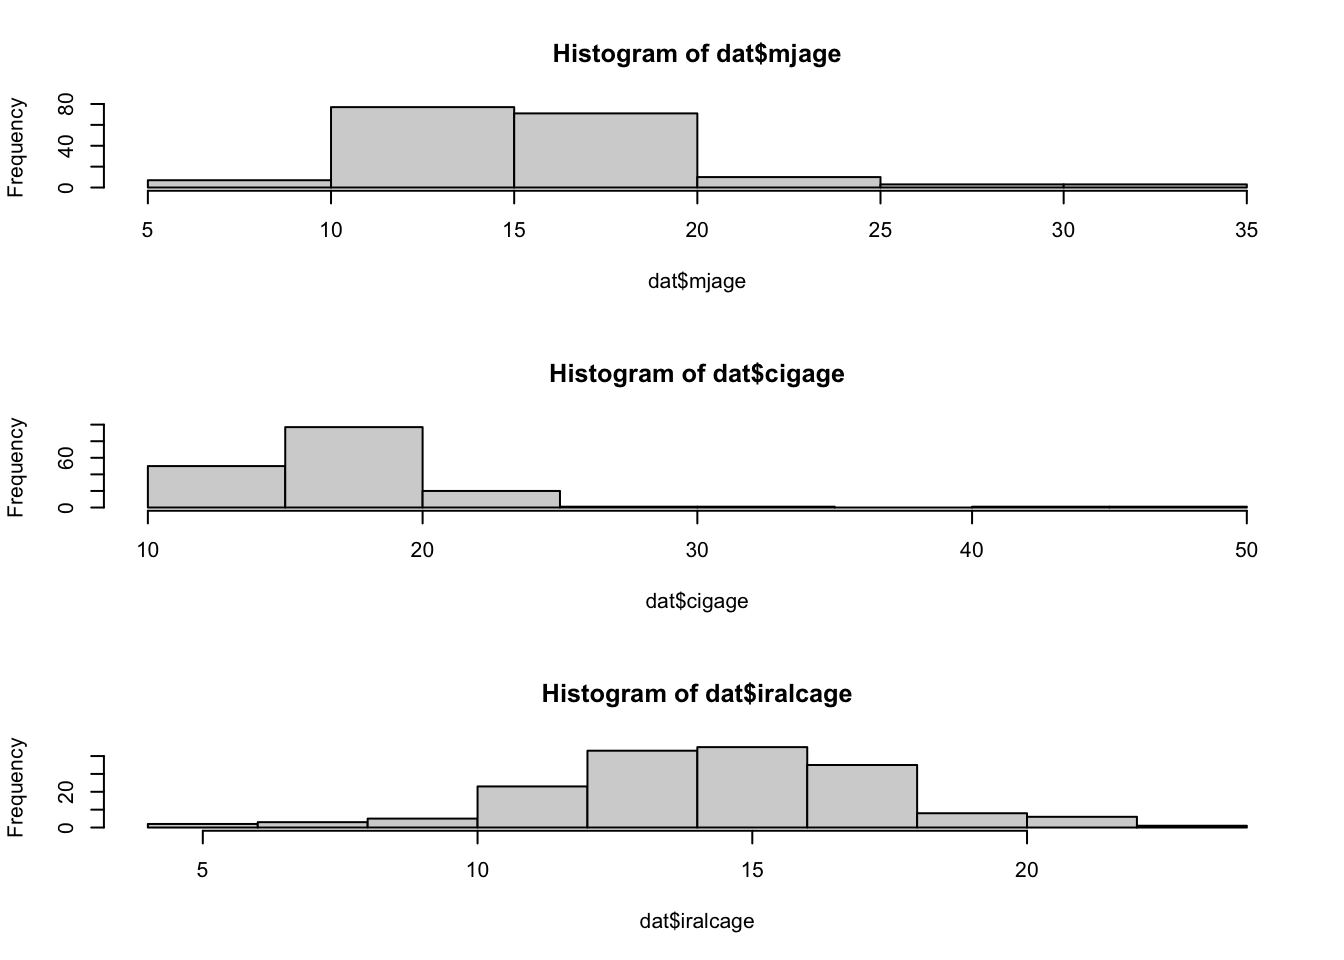 Histogram of dat$mjage
Frequency
0 40 80
5 10 15 20 25 30 35
dat$mjage
Histogram of dat$cigage
Frequency
0 60
10 20 30 40 50
dat$cigage
Histogram of dat$iralcage
Frequency
0 20
5 10 15 20
dat$iralcage